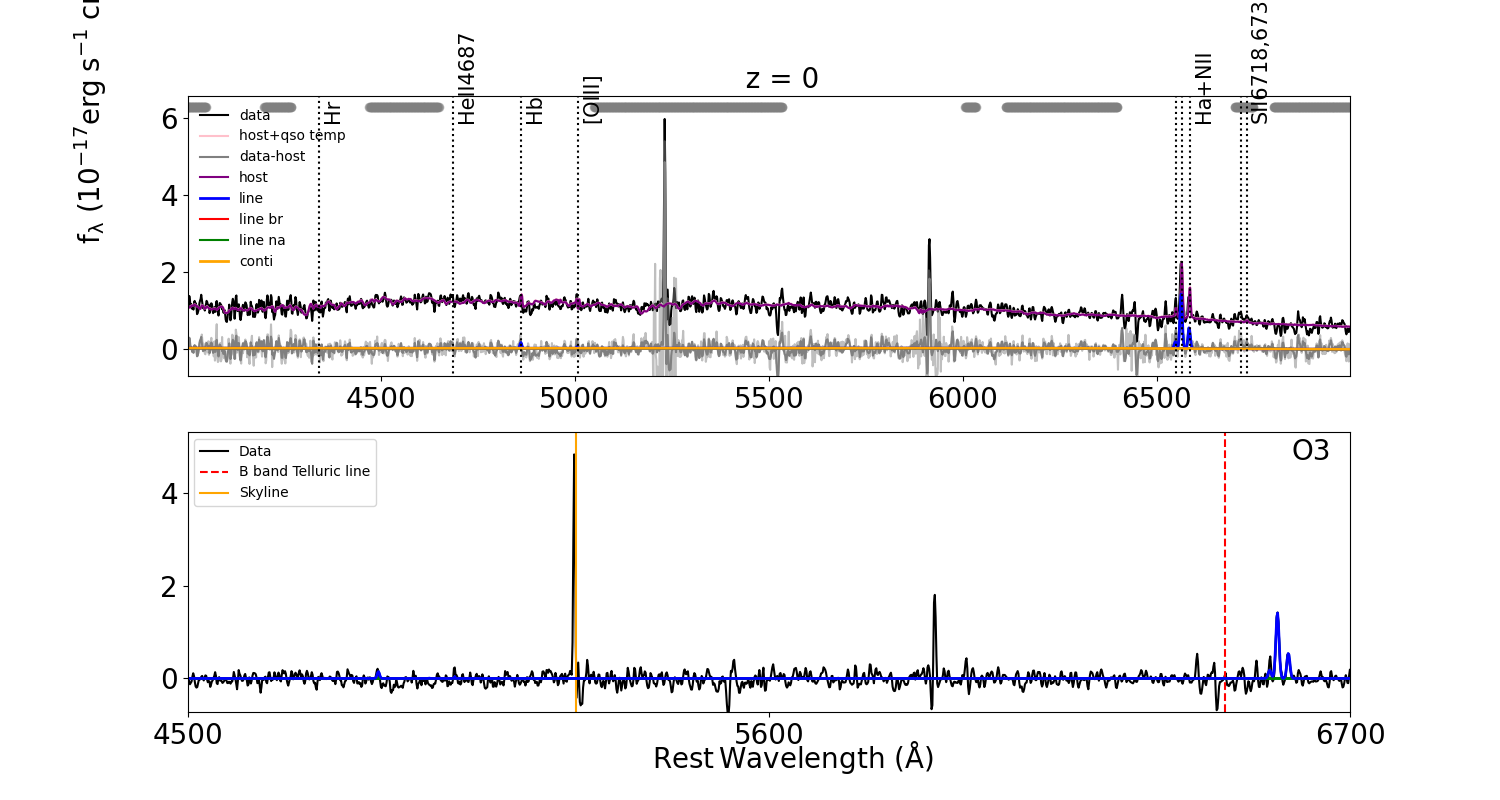 z = 0
f_λ (10^−17 erg s^−1
Hr
HeII4687
Hb
[OIII]
Ha+NII
SII6718,673
data
host+qso temp
data-host
host
line
line br
line na
conti
6
4
2
0
4500 5000 5500 6000 6500
O3
Data
B band Telluric line
Skyline
4
2
0
4500 5600 6700
Rest Wavelength (Å)